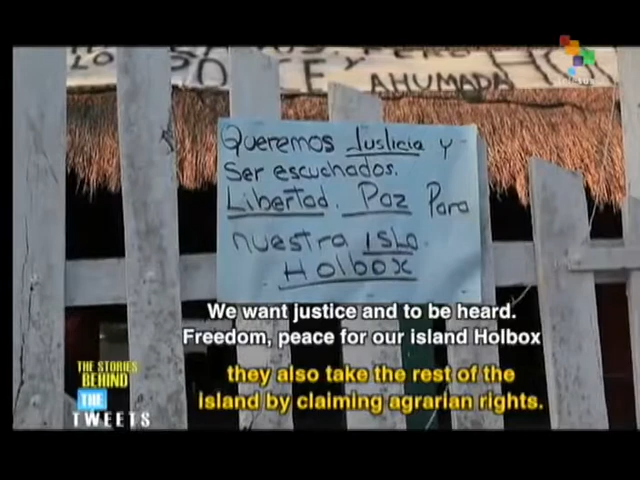 LO
Y
AHUMADA
Queremos Justicia y
Ser escuchados.
Libertad. Paz Para
nuestra ISLa.
Holbox
We want justice and to be heard.
Freedom, peace for our island Holbox
they also take the rest of the
island by claiming agrarian rights.
THE STORIES
BEHIND
THE
TWEETS